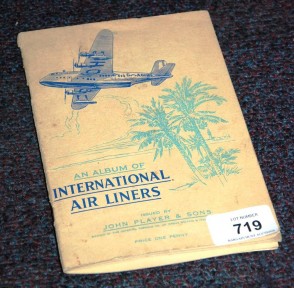 AN ALBUM OF
INTERNATIONAL
AIR LINERS
ISSUED BY
JOHN PLAYER & SONS
PRICE ONE PENNY
LOT NUMBER
719